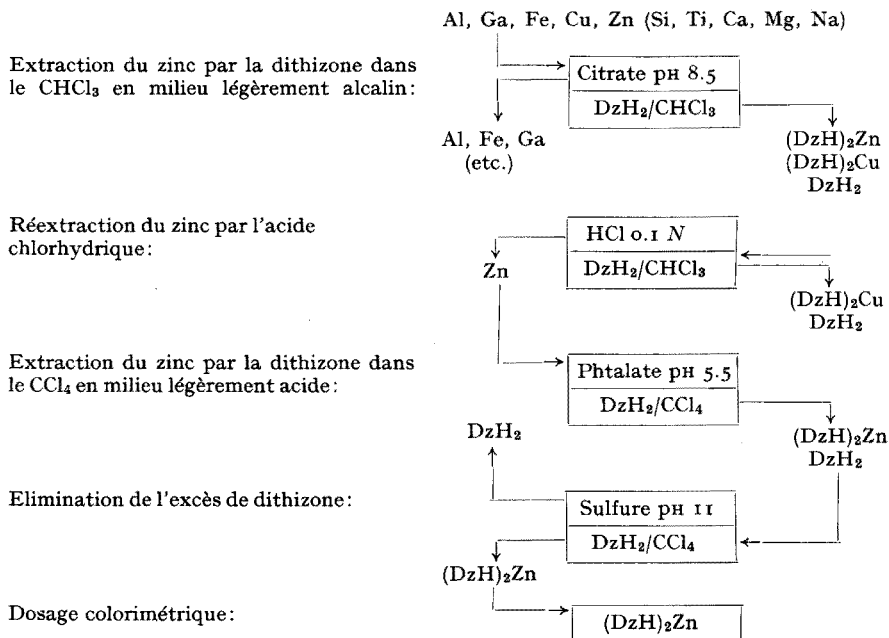 Al, Ga, Fe, Cu, Zn (Si, Ti, Ca, Mg, Na)
Extraction du zinc par la dithizone dans
le CHCl₃ en milieu légèrement alcalin:
Citrate pH 8.5
DzH₂/CHCl₃
Al, Fe, Ga
(etc.)
(DzH)₂Zn
(DzH)₂Cu
DzH₂
Réextraction du zinc par l'acide
chlorhydrique:
HCl 0.1 N
DzH₂/CHCl₃
Zn
(DzH)₂Cu
DzH₂
Extraction du zinc par la dithizone dans
le CCl₄ en milieu légèrement acide:
Phtalate pH 5.5
DzH₂/CCl₄
DzH₂
(DzH)₂Zn
DzH₂
Elimination de l'excès de dithizone:
Sulfure pH 11
DzH₂/CCl₄
(DzH)₂Zn
Dosage colorimétrique:
(DzH)₂Zn